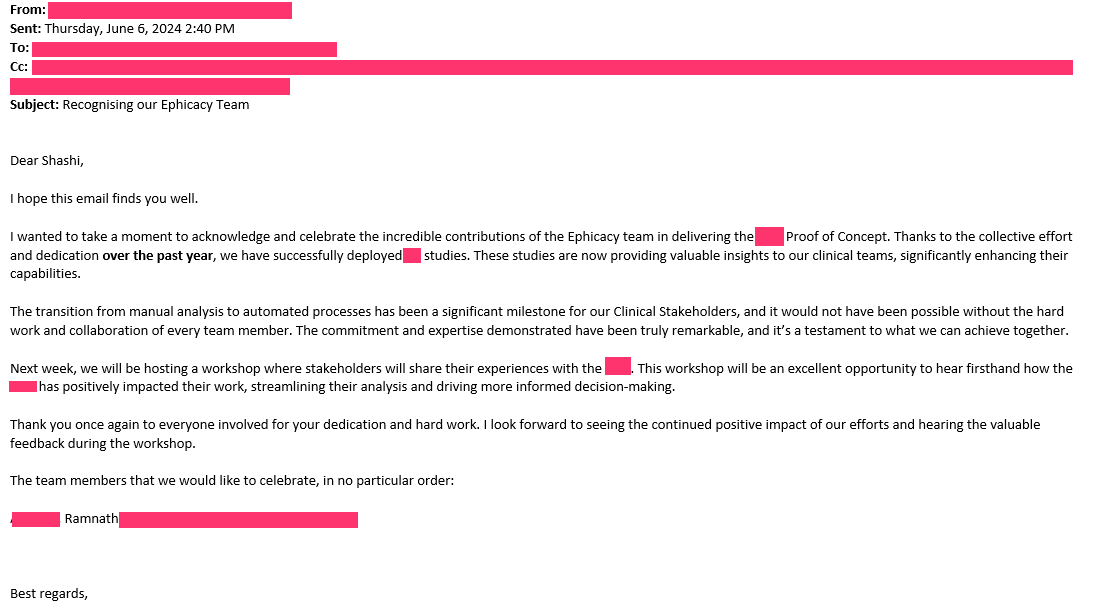 From:
Sent: Thursday, June 6, 2024 2:40 PM
To:
Cc:
Subject: Recognising our Ephicacy Team
Dear Shashi,
I hope this email finds you well.
I wanted to take a moment to acknowledge and celebrate the incredible contributions of the Ephicacy team in delivering the Proof of Concept. Thanks to the collective effort
and dedication over the past year, we have successfully deployed studies. These studies are now providing valuable insights to our clinical teams, significantly enhancing their
capabilities.
The transition from manual analysis to automated processes has been a significant milestone for our Clinical Stakeholders, and it would not have been possible without the hard
work and collaboration of every team member. The commitment and expertise demonstrated have been truly remarkable, and it’s a testament to what we can achieve together.
Next week, we will be hosting a workshop where stakeholders will share their experiences with the . This workshop will be an excellent opportunity to hear firsthand how the
has positively impacted their work, streamlining their analysis and driving more informed decision-making.
Thank you once again to everyone involved for your dedication and hard work. I look forward to seeing the continued positive impact of our efforts and hearing the valuable
feedback during the workshop.
The team members that we would like to celebrate, in no particular order:
Ramnath
Best regards,